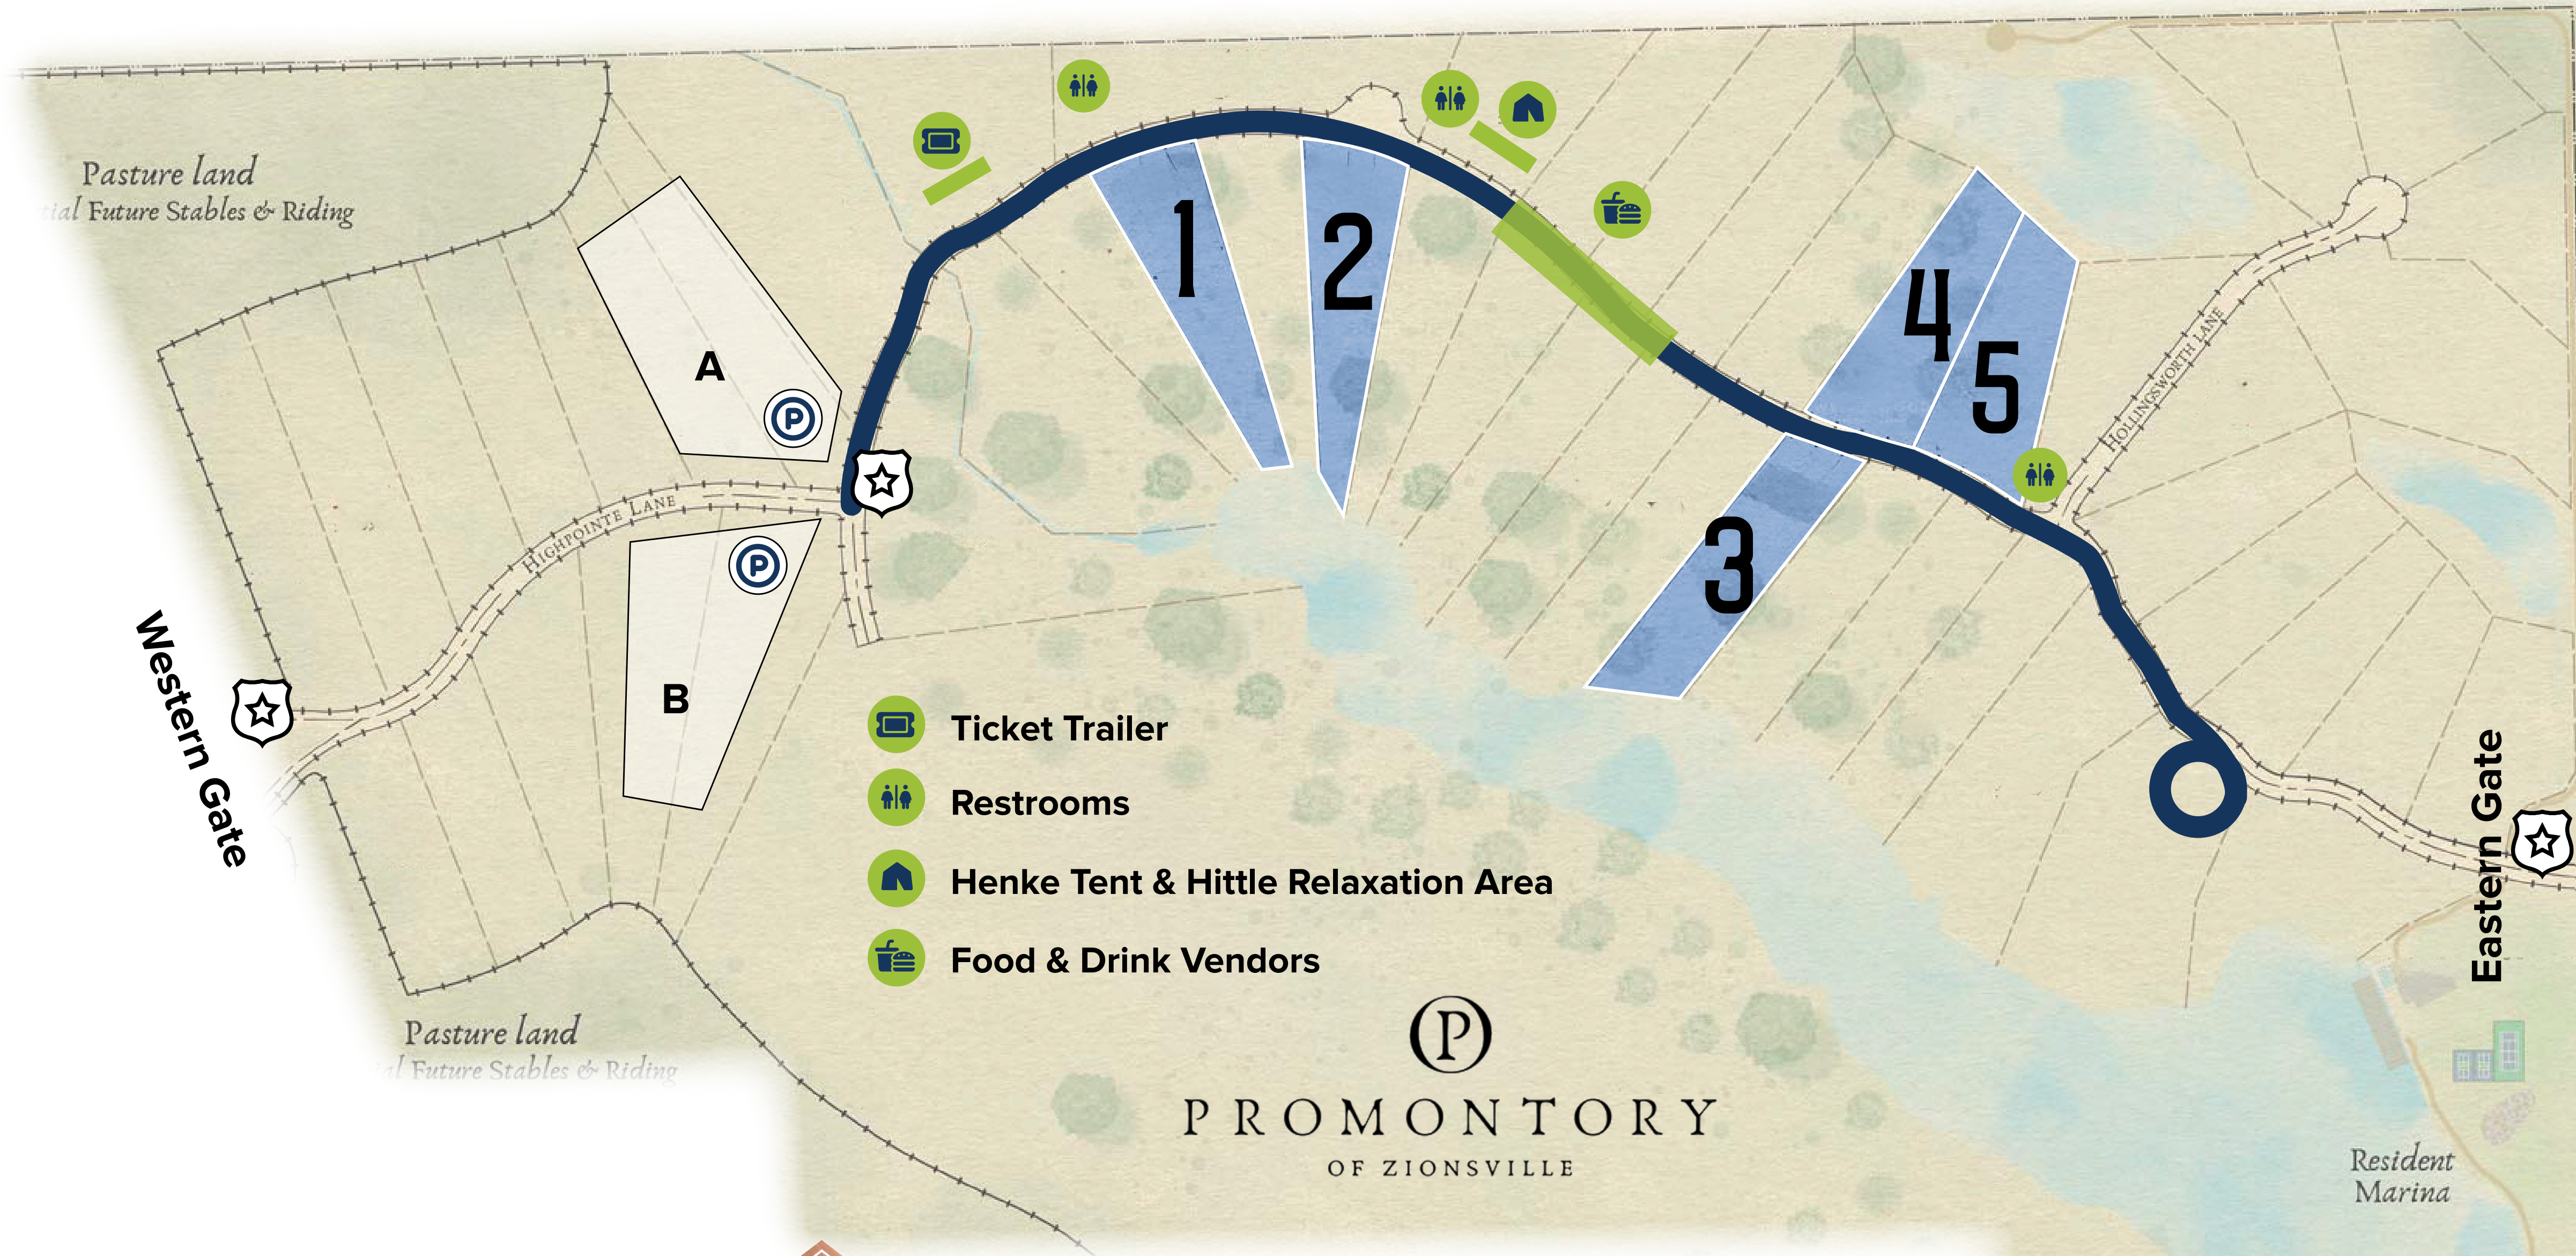 Pasture land
Future Stables & Riding
A
P
HIGHPOINTE LANE
P
B
Western Gate
1
2
3
4
5
HOLLINGSWORTH LANE
Eastern Gate
Ticket Trailer
Restrooms
Henke Tent & Hittle Relaxation Area
Food & Drink Vendors
Pasture land
Future Stables & Riding
P
PROMONTORY
OF ZIONSVILLE
Resident
Marina